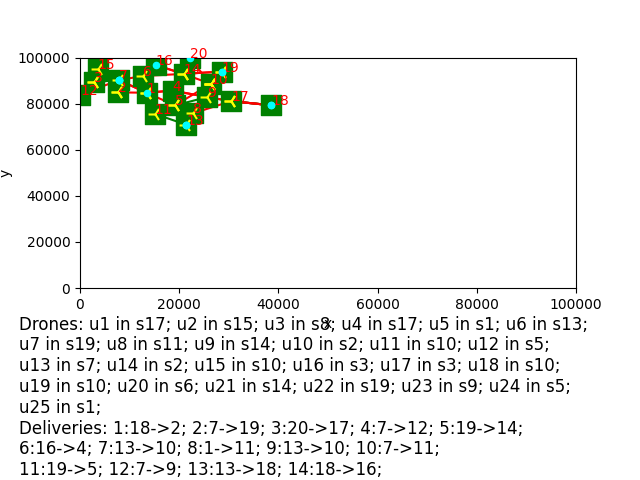 20
16
15
19
18
17
100000
80000
60000
40000
20000
0
y
0 20000 40000 60000 80000 100000
x
Drones: u1 in s17; u2 in s15; u3 in s8; u4 in s17; u5 in s1; u6 in s13;
u7 in s19; u8 in s11; u9 in s14; u10 in s2; u11 in s10; u12 in s5;
u13 in s7; u14 in s2; u15 in s10; u16 in s3; u17 in s3; u18 in s10;
u19 in s10; u20 in s6; u21 in s14; u22 in s19; u23 in s9; u24 in s5;
u25 in s1;
Deliveries: 1:18->2; 2:7->19; 3:20->17; 4:7->12; 5:19->14;
6:16->4; 7:13->10; 8:1->11; 9:13->10; 10:7->11;
11:19->5; 12:7->9; 13:13->18; 14:18->16;